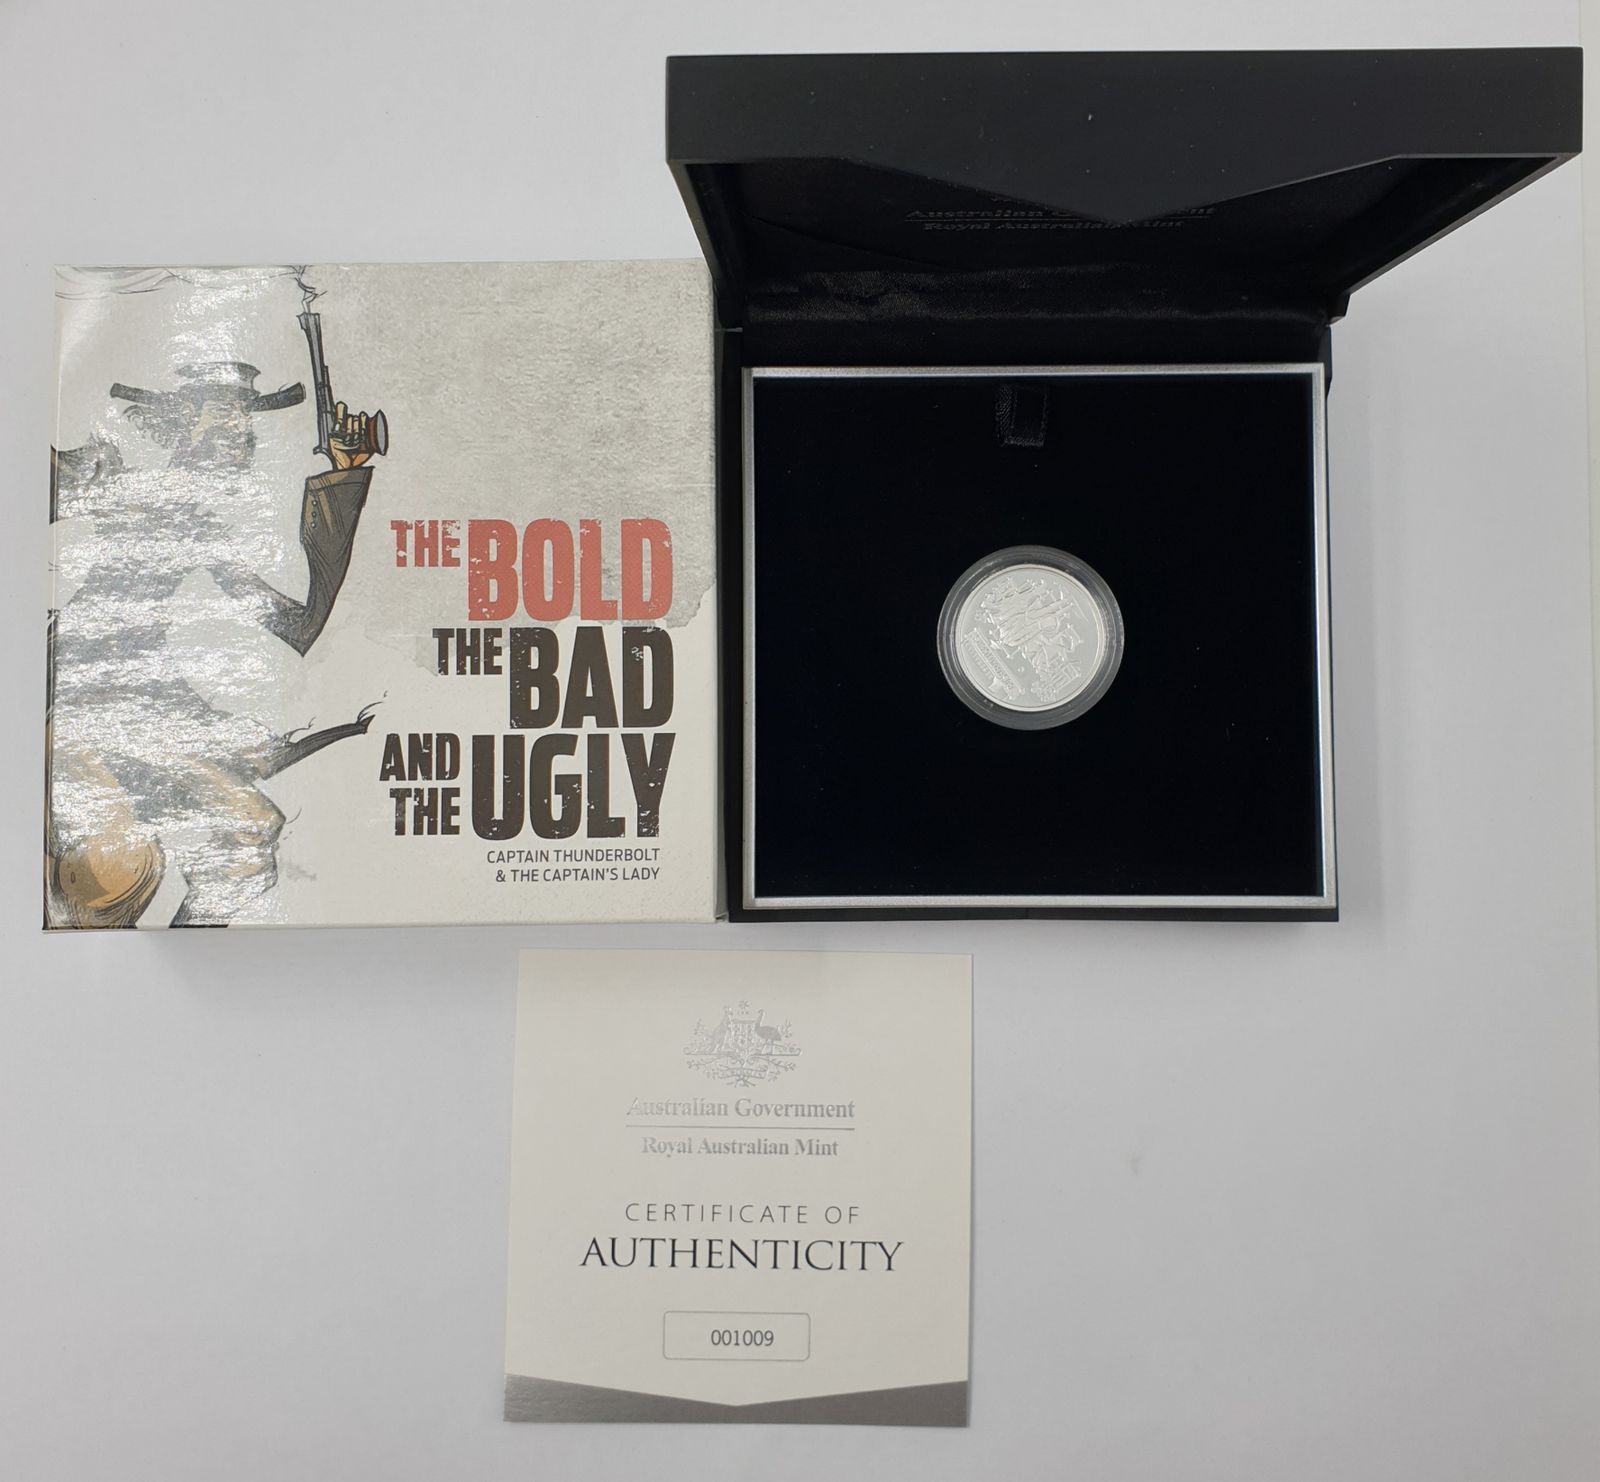 THE BOLD
THE BAD
AND
THE UGLY
CAPTAIN THUNDERBOLT
& THE CAPTAIN'S LADY
Royal Australian Mint
Australian Government
Royal Australian Mint
CERTIFICATE OF
AUTHENTICITY
001009